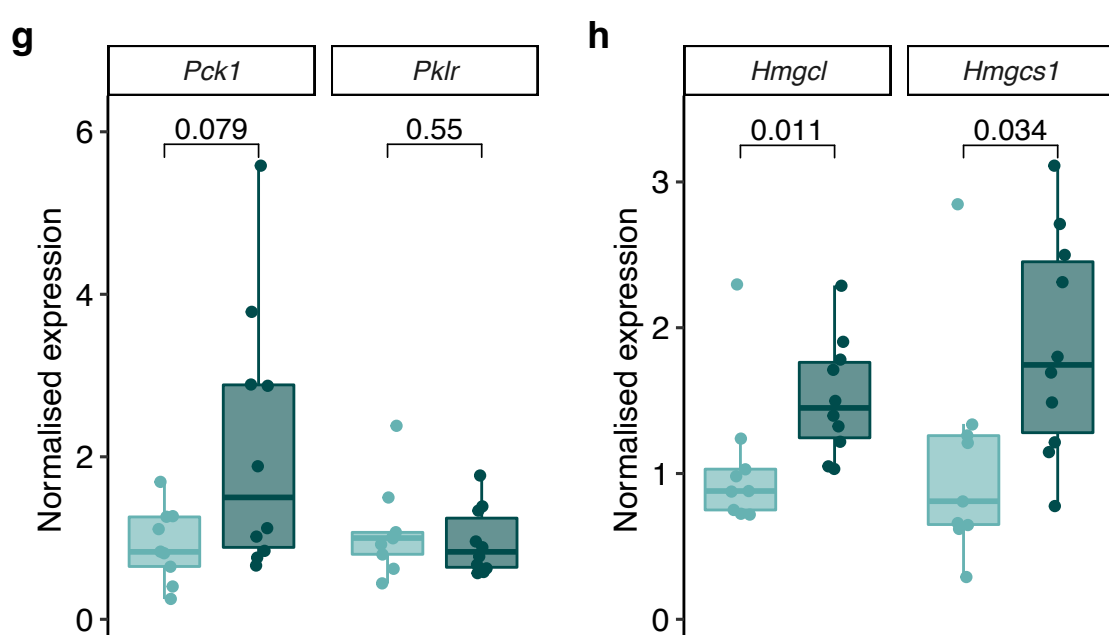 g
Pck1
Pklr
Normalised expression
6
4
2
0
0.079
0.55
h
Hmgcl
Hmgcs1
Normalised expression
3
2
1
0
0.011
0.034